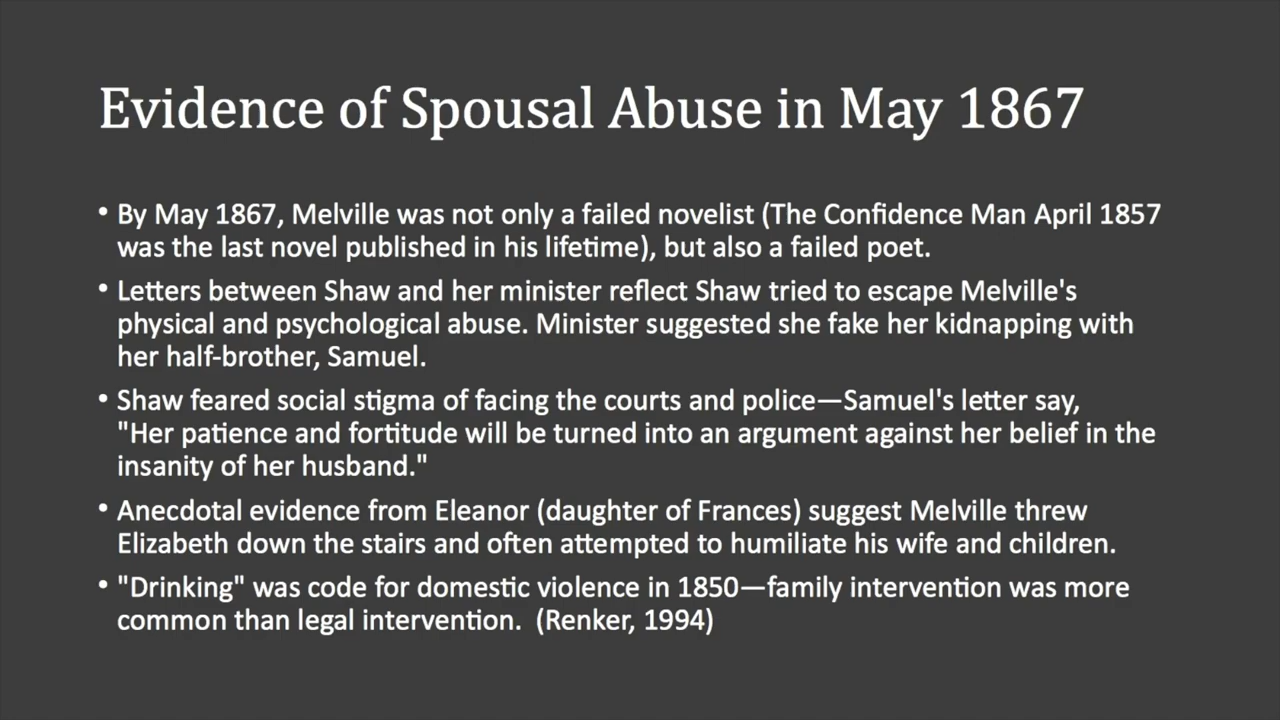 Evidence of Spousal Abuse in May 1867
• By May 1867, Melville was not only a failed novelist (The Confidence Man April 1857
was the last novel published in his lifetime), but also a failed poet.
• Letters between Shaw and her minister reflect Shaw tried to escape Melville's
physical and psychological abuse. Minister suggested she fake her kidnapping with
her half-brother, Samuel.
• Shaw feared social stigma of facing the courts and police—Samuel's letter say,
"Her patience and fortitude will be turned into an argument against her belief in the
insanity of her husband."
• Anecdotal evidence from Eleanor (daughter of Frances) suggest Melville threw
Elizabeth down the stairs and often attempted to humiliate his wife and children.
• "Drinking" was code for domestic violence in 1850—family intervention was more
common than legal intervention.  (Renker, 1994)